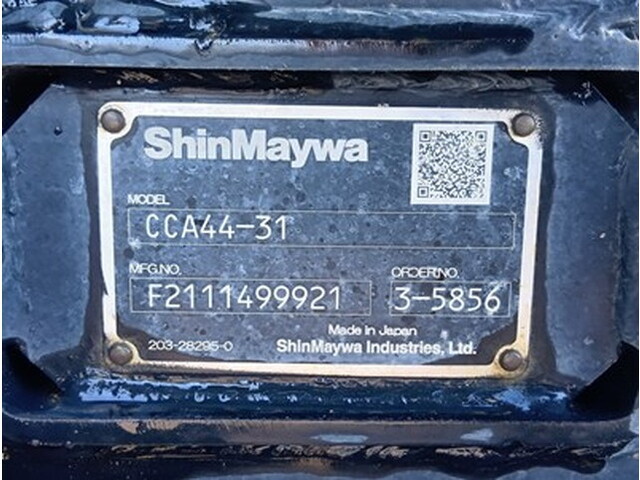 ShinMaywa
MODEL
CCA44-31
MFG.NO. ORDER.NO.
F2111499921 3-5856
Made in Japan
203-28295-0 ShinMaywa Industries, Ltd.